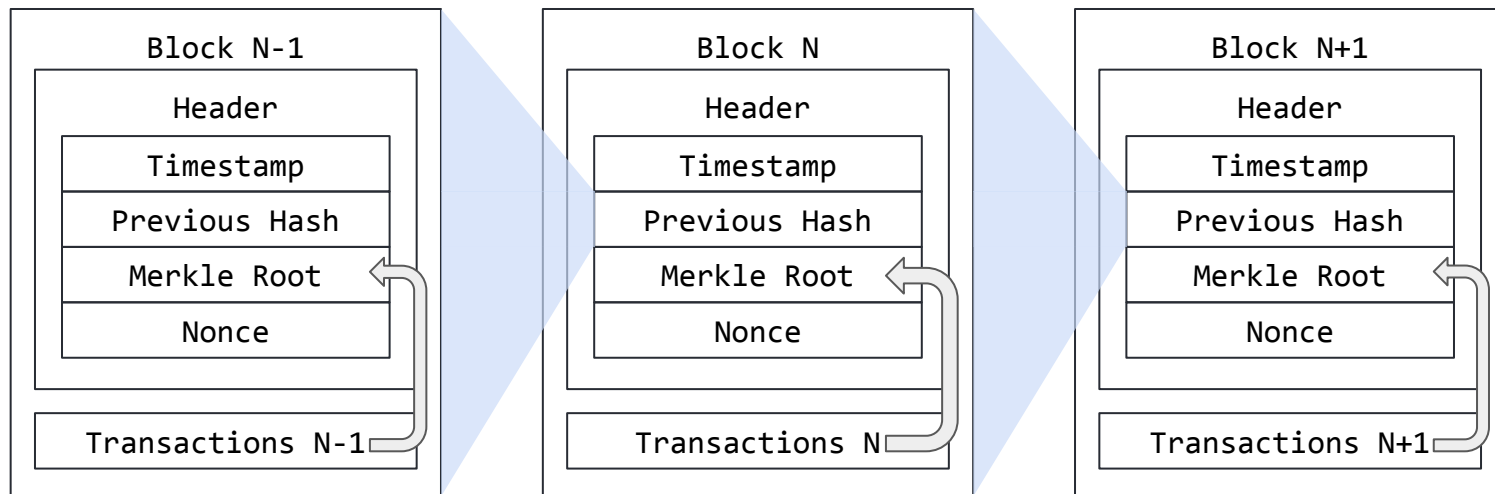 Block N-1
Header
Timestamp
Previous Hash
Merkle Root
Nonce
Transactions N-1
Block N
Header
Timestamp
Previous Hash
Merkle Root
Nonce
Transactions N
Block N+1
Header
Timestamp
Previous Hash
Merkle Root
Nonce
Transactions N+1